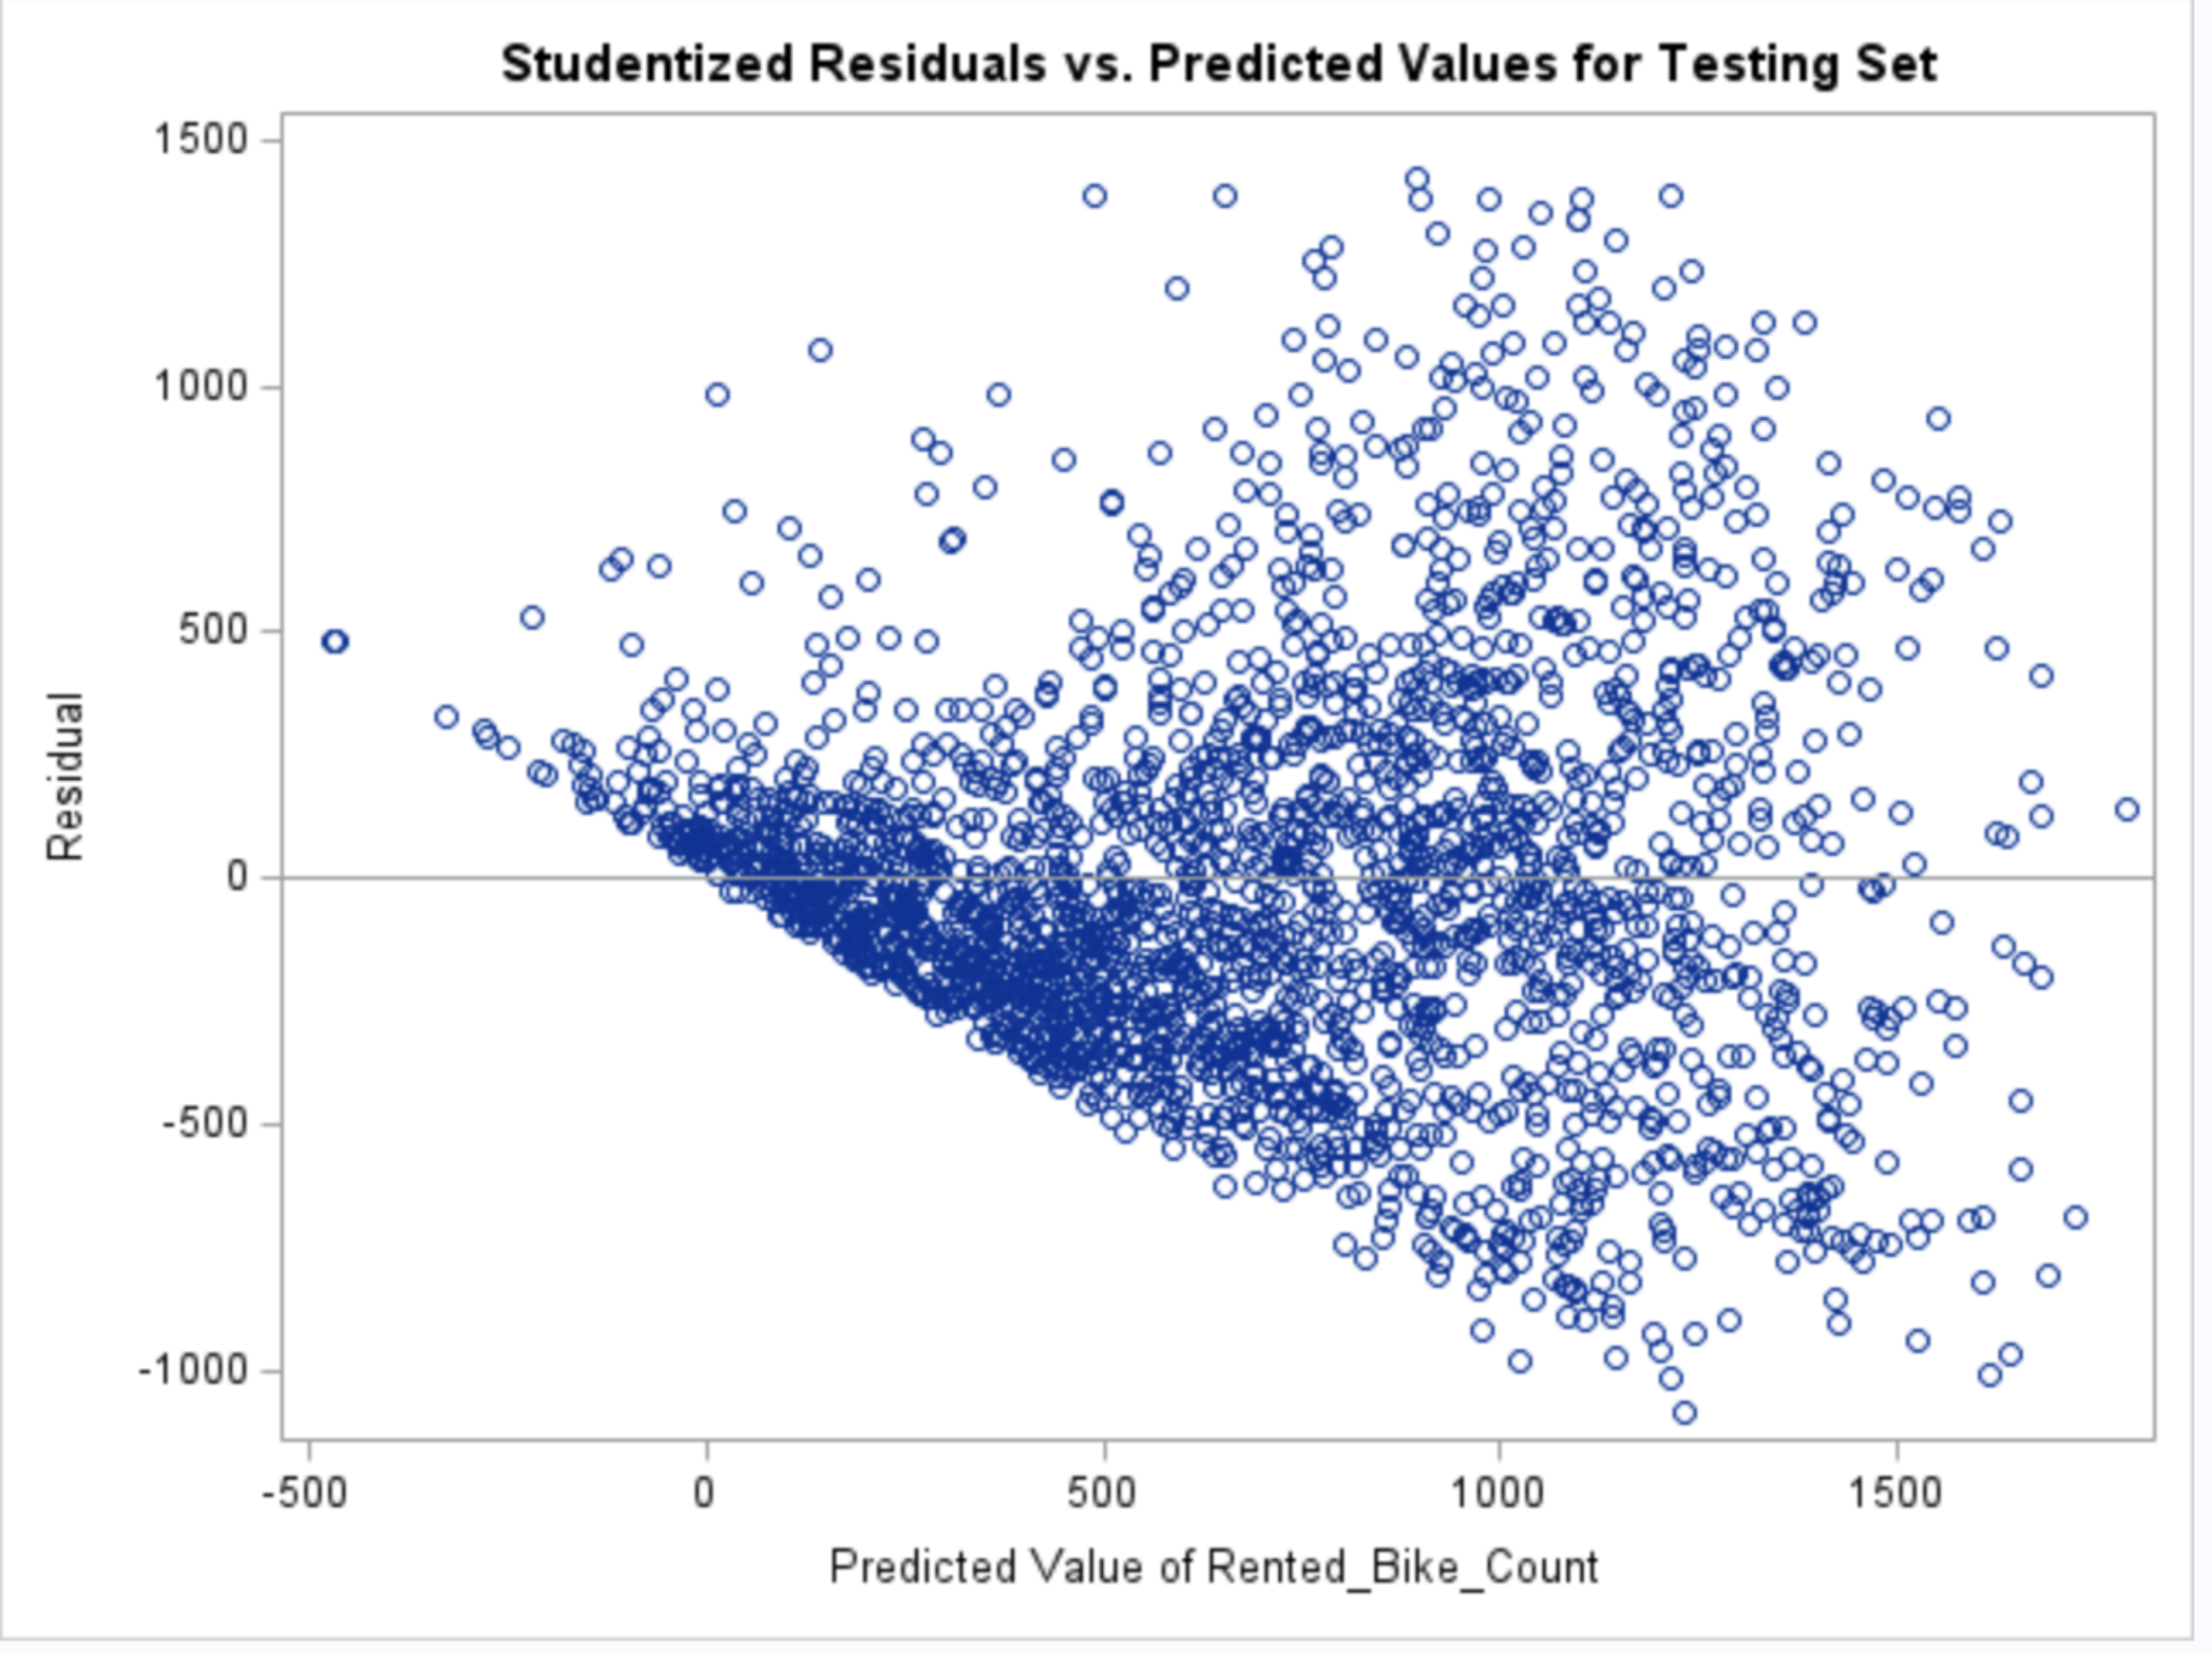 Studentized Residuals vs. Predicted Values for Testing Set
1500
1000
500
0
-500
-1000
Residual
-500 0 500 1000 1500
Predicted Value of Rented_Bike_Count